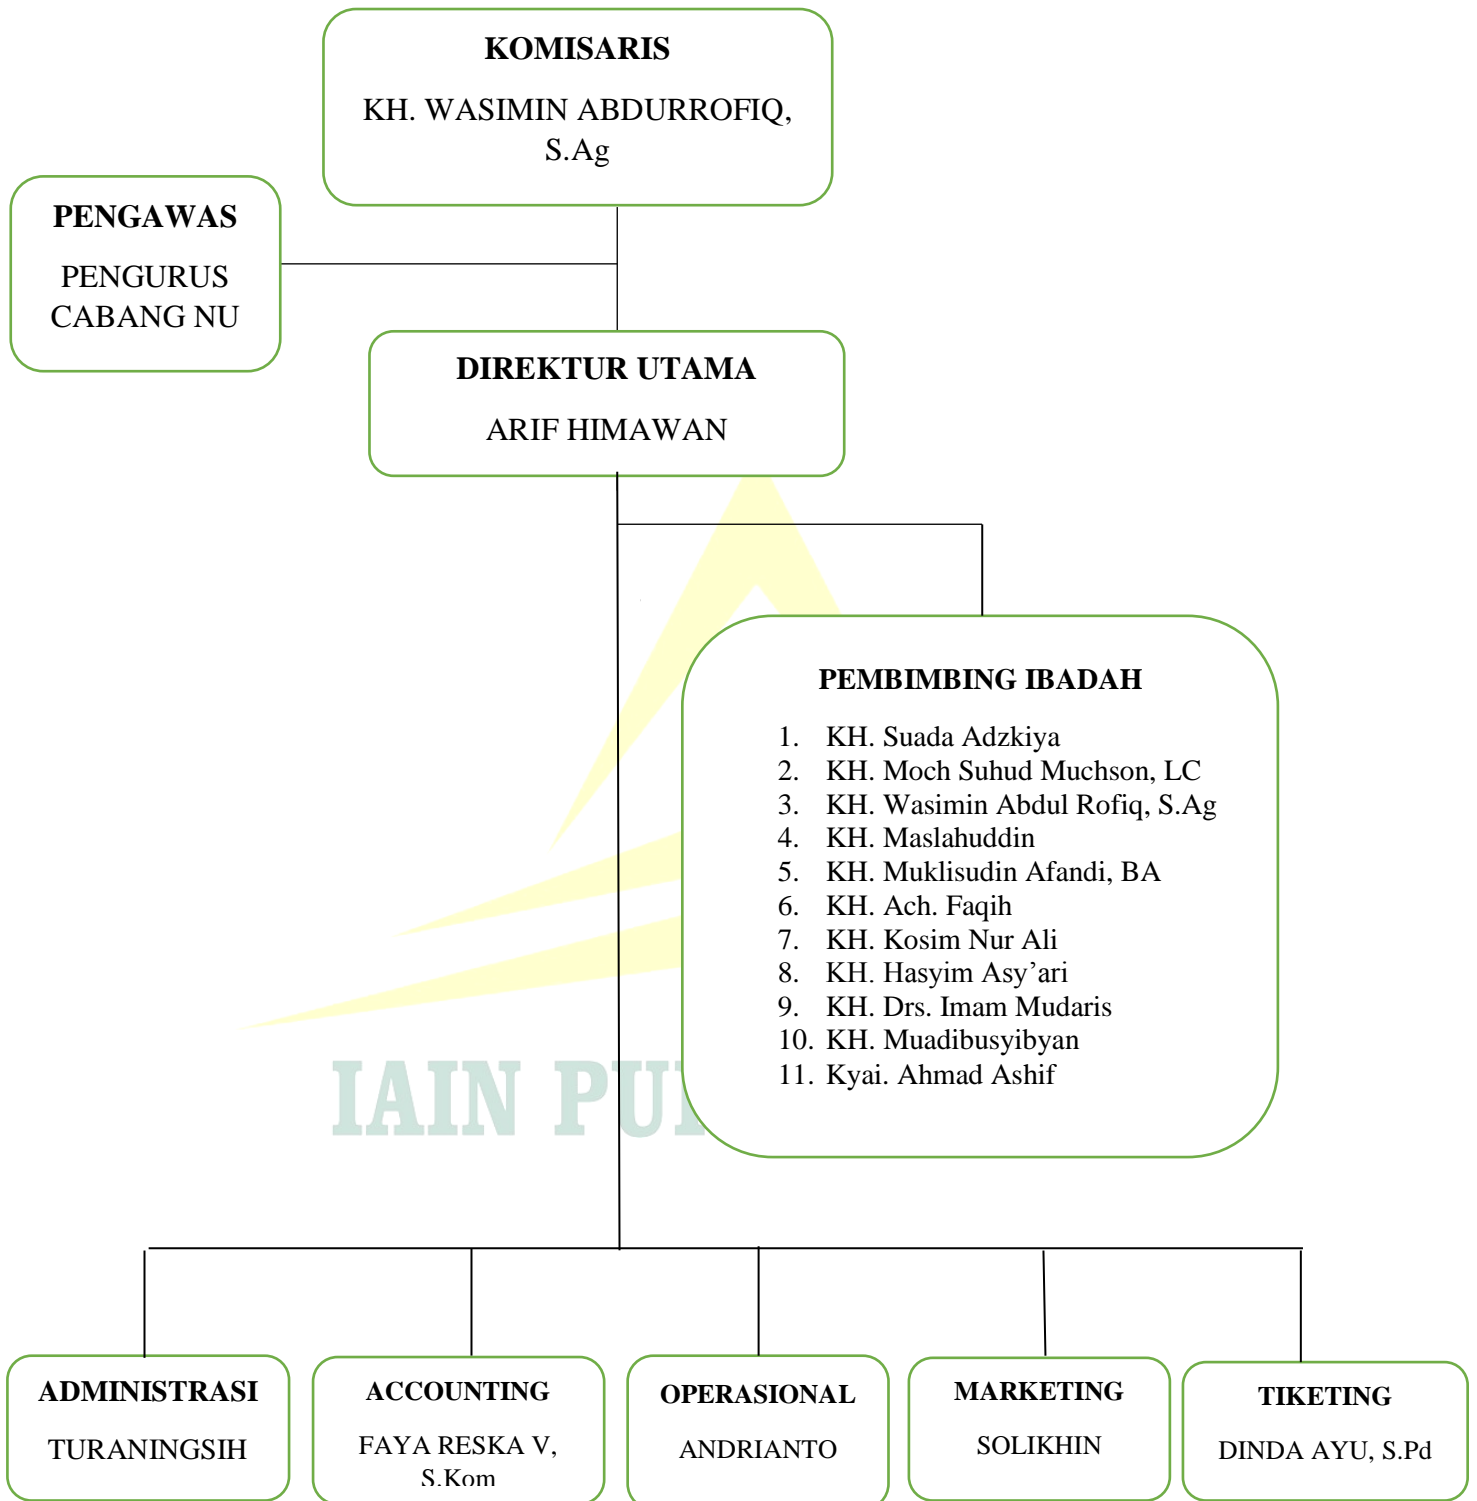 KOMISARIS
KH. WASIMIN ABDURROFIQ,
S.Ag
PENGAWAS
PENGURUS
CABANG NU
DIREKTUR UTAMA
ARIF HIMAWAN
PEMBIMBING IBADAH
1. KH. Suada Adzkiya
2. KH. Moch Suhud Muchson, LC
3. KH. Wasimin Abdul Rofiq, S.Ag
4. KH. Maslahuddin
5. KH. Muklisudin Afandi, BA
6. KH. Ach. Faqih
7. KH. Kosim Nur Ali
8. KH. Hasyim Asy’ari
9. KH. Drs. Imam Mudaris
10. KH. Muadibusyibyan
11. Kyai. Ahmad Ashif
IAIN PU
ADMINISTRASI
TURANINGSIH
ACCOUNTING
FAYA RESKA V,
S.Kom
OPERASIONAL
ANDRIANTO
MARKETING
SOLIKHIN
TIKETING
DINDA AYU, S.Pd